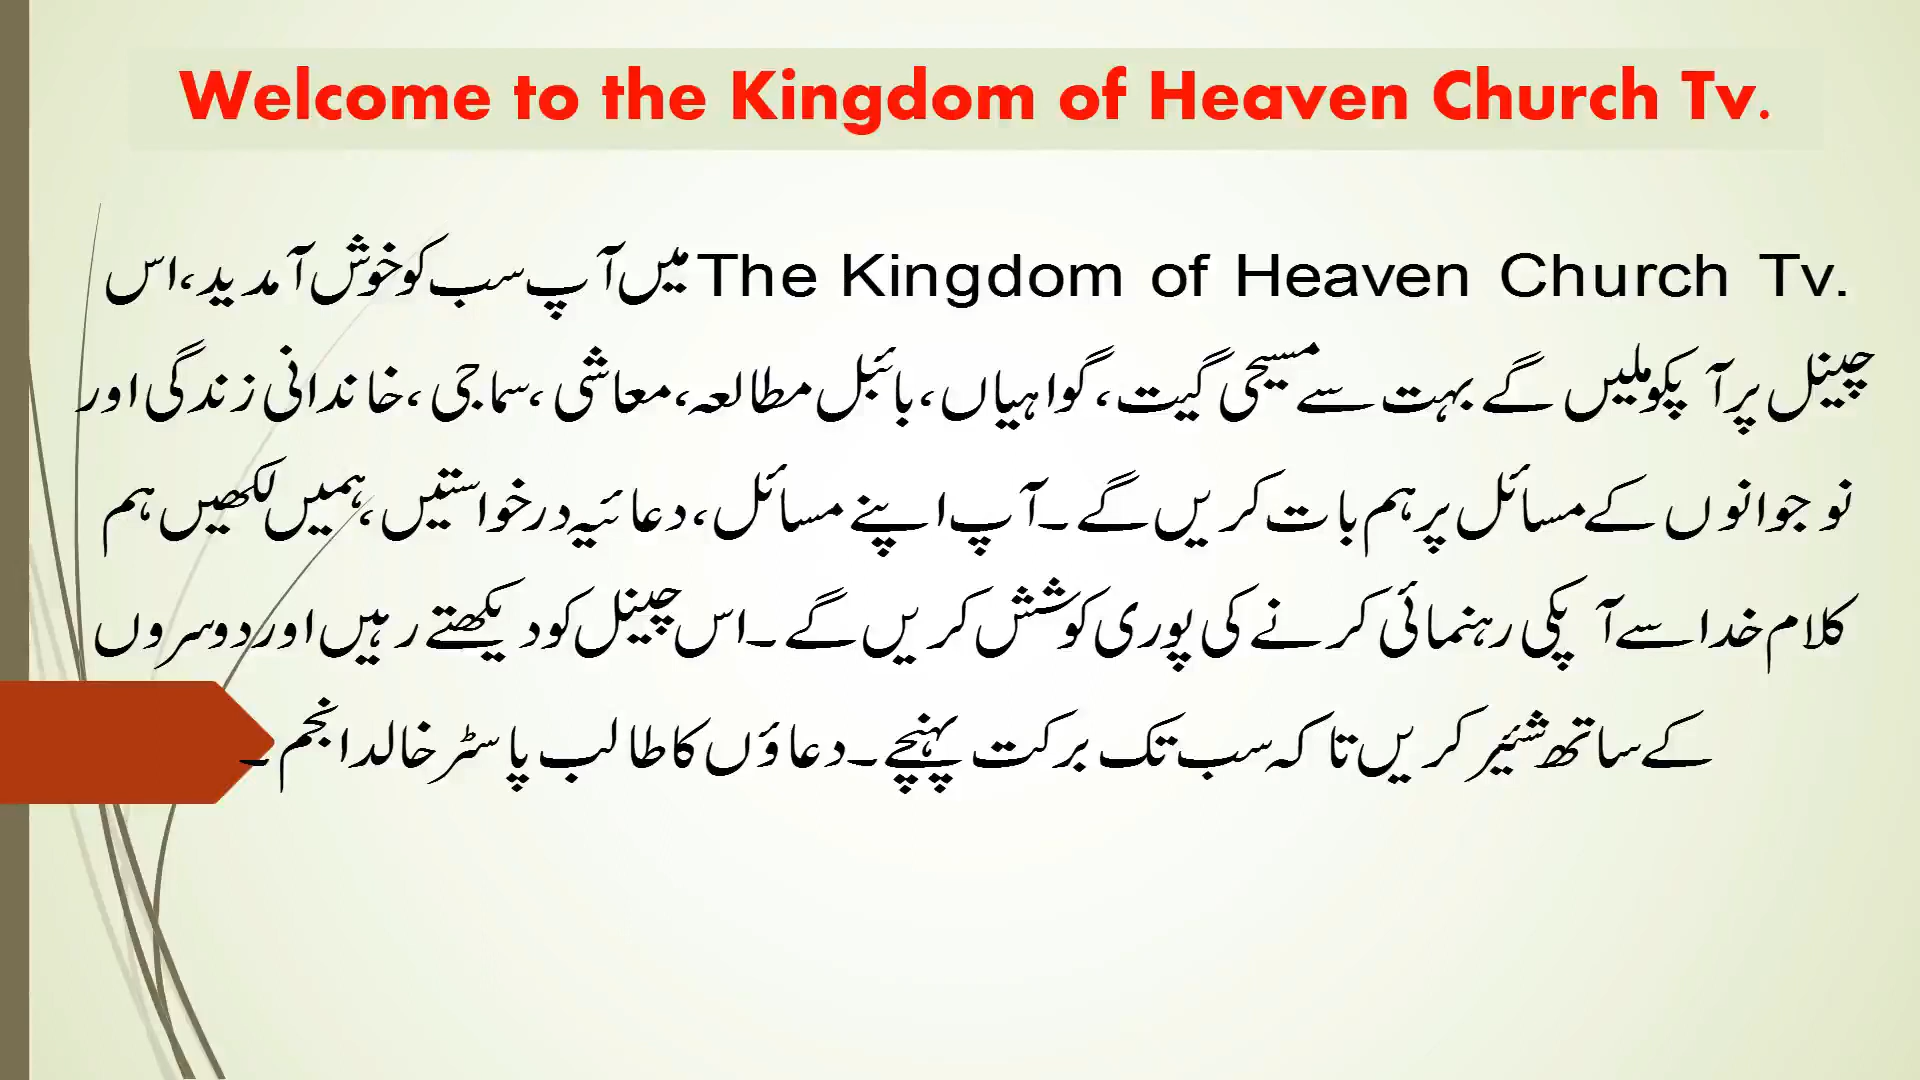 Welcome to the Kingdom of Heaven Church Tv.
The Kingdom of Heaven Church Tv. میں آپ سب کو خوش آمدید، اس
چینل پر آپکو ملیں گے بہت سے مسیحی گیت، گواہیاں، بائبل مطالعہ، معاشی، سماجی، خاندانی زندگی اور
نوجوانوں کے مسائل پر ہم بات کریں گے۔ آپ اپنے مسائل، دعائیہ درخواستیں، ہمیں لکھیں ہم
کلام خدا سے آپکی رہنمائی کرنے کی پوری کوشش کریں گے۔ اس چینل کو دیکھتے رہیں اور دوسروں
کے ساتھ شئیر کریں تاکہ سب تک برکت پہنچے۔ دعاؤں کا طالب پاسٹر خالد انجم۔